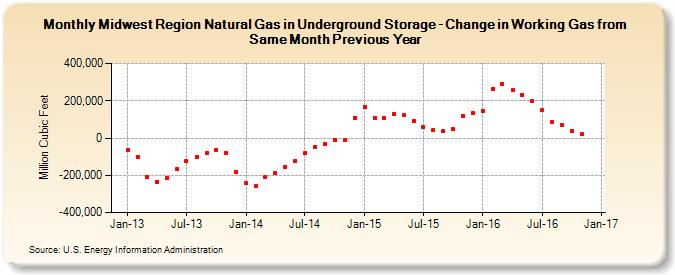 Monthly Midwest Region Natural Gas in Underground Storage - Change in Working Gas from
Same Month Previous Year
Million Cubic Feet
400,000
200,000
0
-200,000
-400,000
Jan-13 Jul-13 Jan-14 Jul-14 Jan-15 Jul-15 Jan-16 Jul-16 Jan-17
Source: U.S. Energy Information Administration